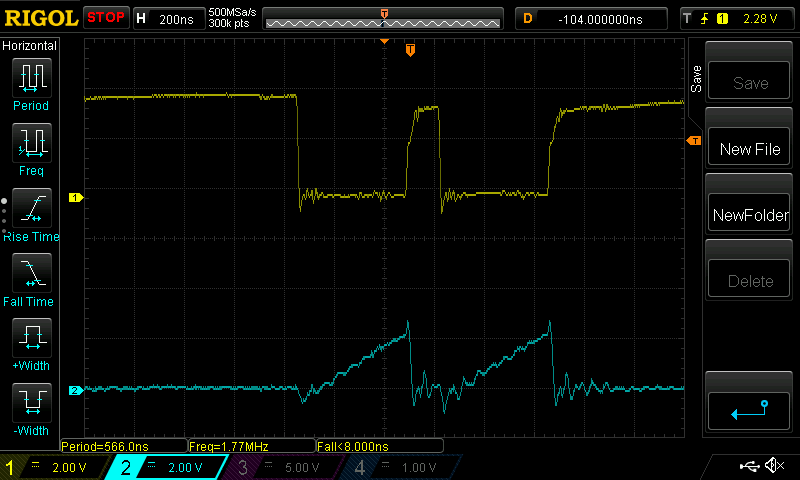 RIGOL STOP H 200ns 500MSa/s D -104.000000ns T 1 2.28 V
300k pts
T
Horizontal
T
Save
Period
Save
Freq
T
New File
1
Rise Time
NewFolder
Fall Time
Delete
+Width
2
-Width
Period=566.0ns Freq=1.77MHz Fall<8.000ns
1 2.00 V 2 2.00 V 3 5.00 V 4 1.00 V